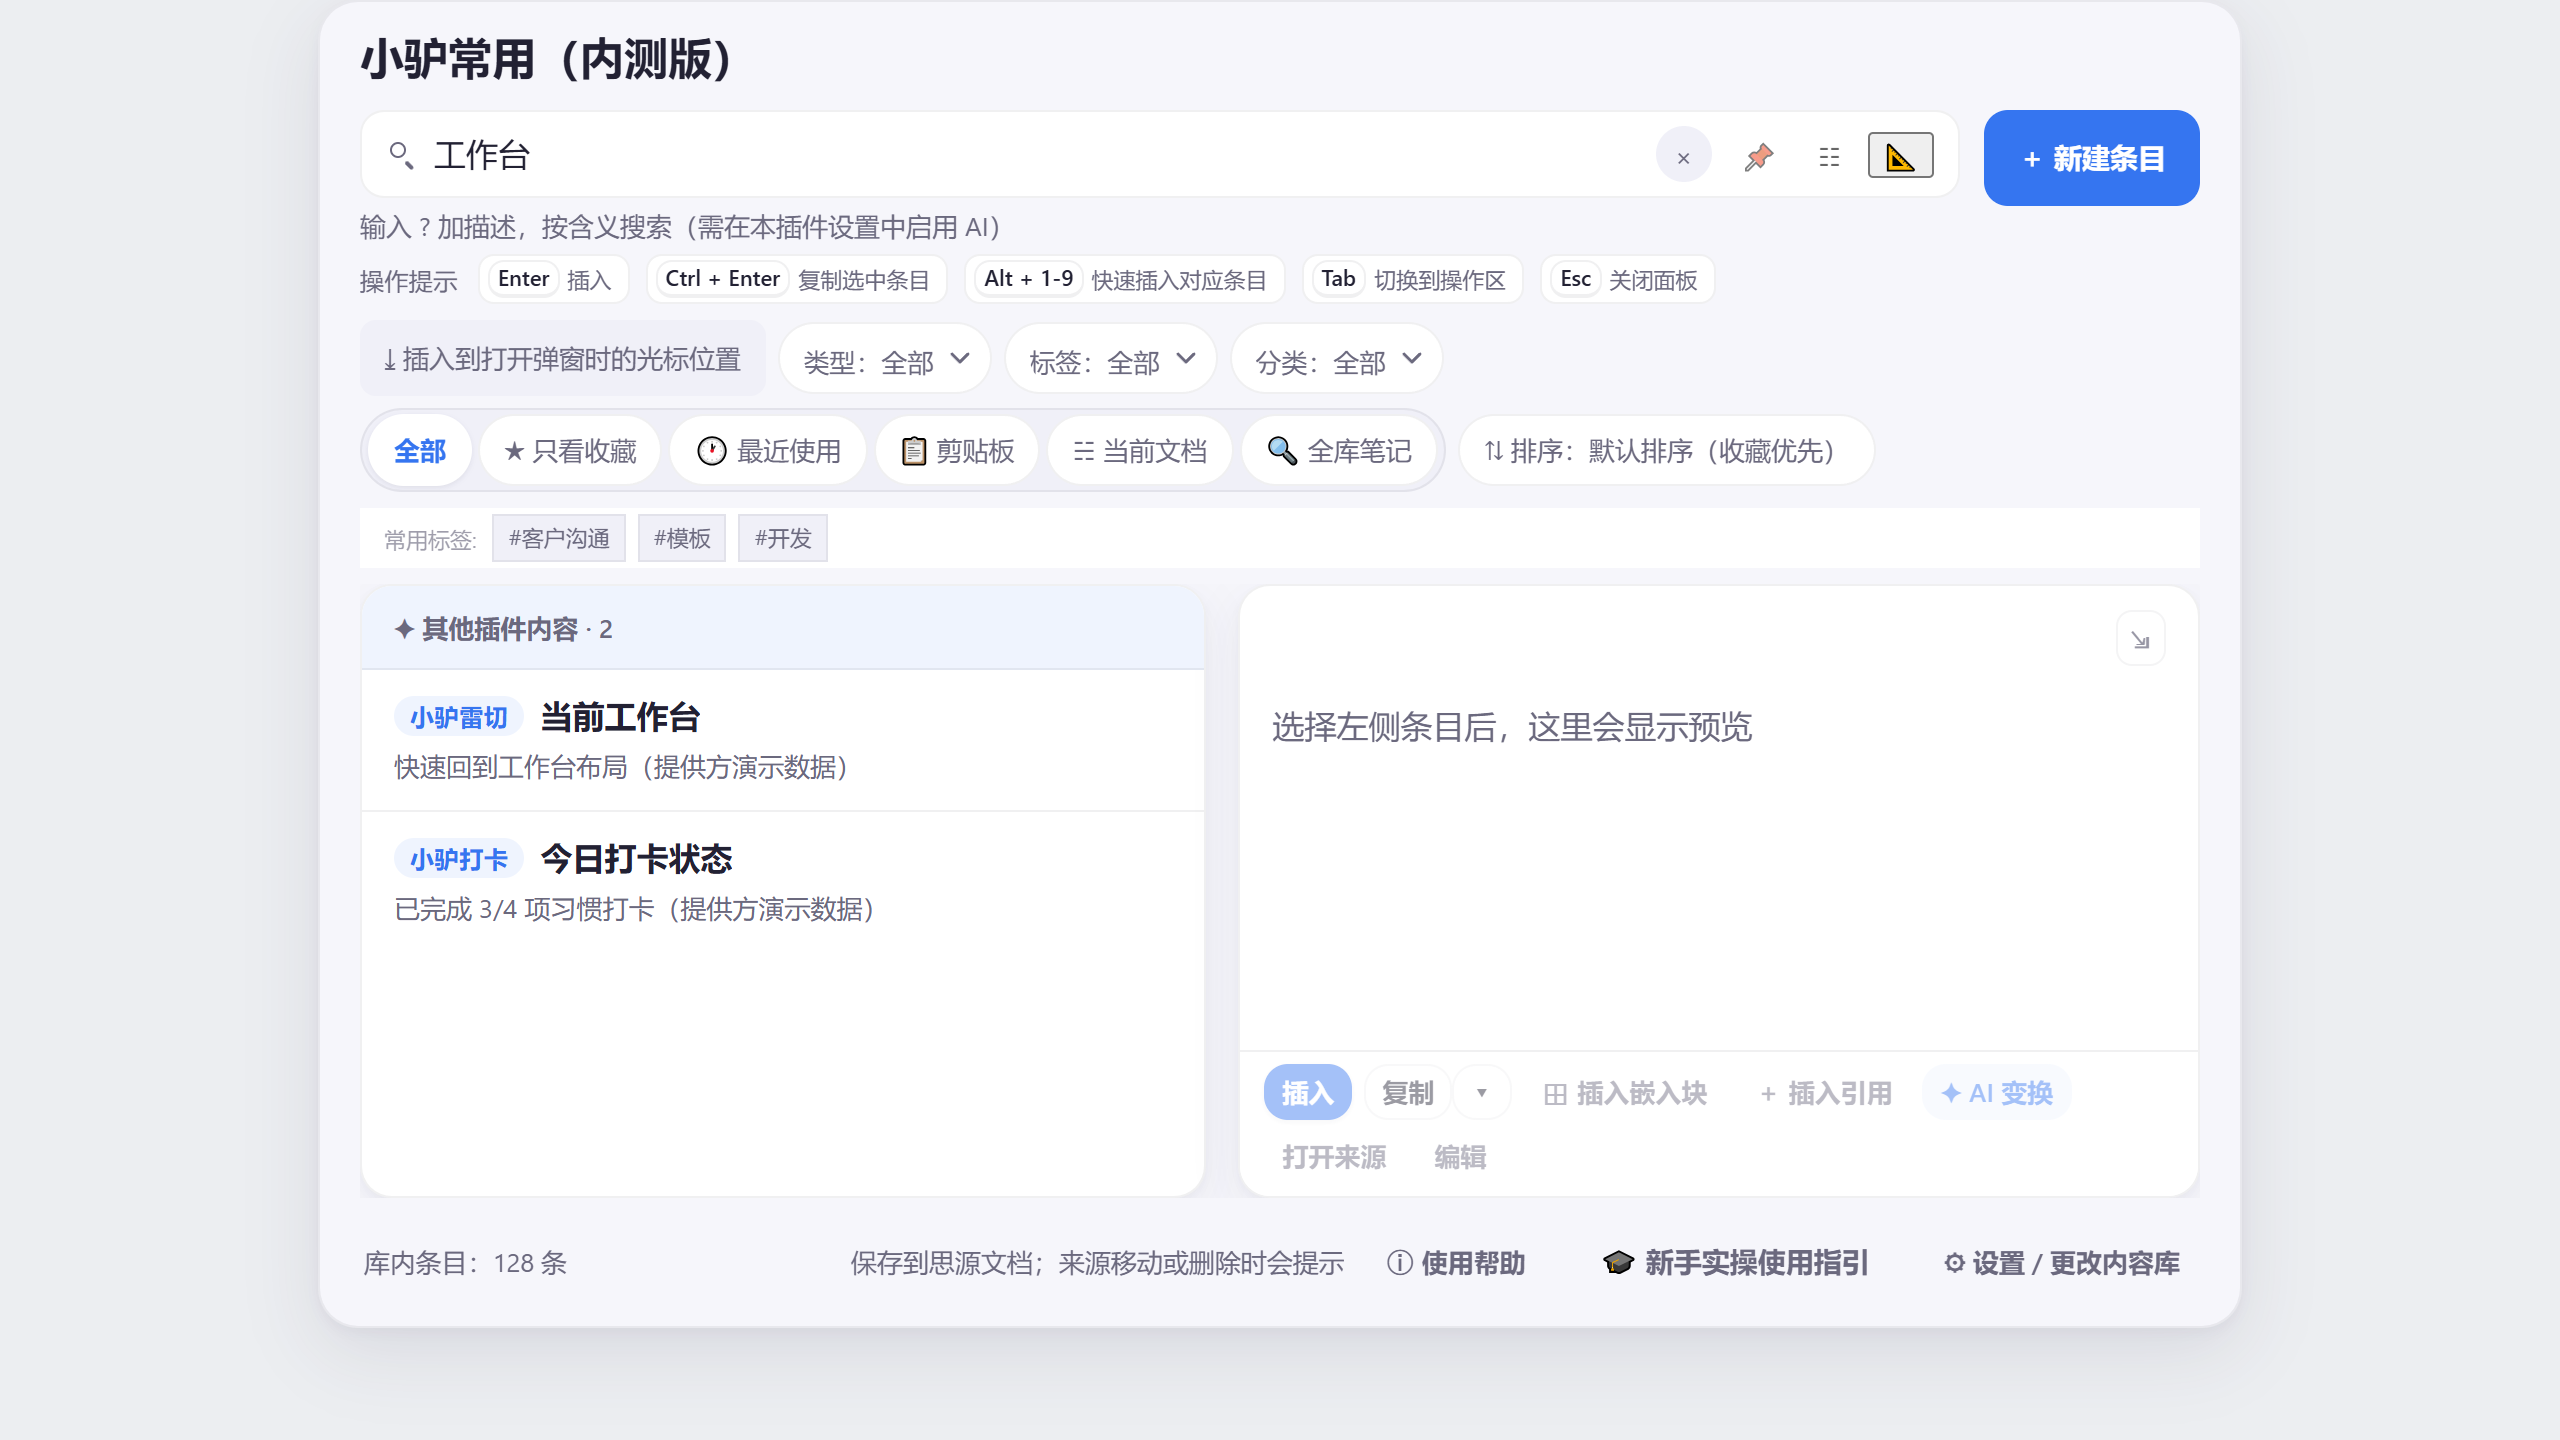 小驴常用（内测版）
工作台
× + 新建条目
输入 ? 加描述，按含义搜索（需在本插件设置中启用 AI）
操作提示 Enter 插入 Ctrl + Enter 复制选中条目 Alt + 1-9 快速插入对应条目 Tab 切换到操作区 Esc 关闭面板
⤓ 插入到打开弹窗时的光标位置 类型：全部 标签：全部 分类：全部
全部 ★ 只看收藏 🕐 最近使用 📋 剪贴板 ☵ 当前文档 🔍 全库笔记 ⇅ 排序：默认排序（收藏优先）
常用标签: #客户沟通 #模板 #开发
✦ 其他插件内容 · 2
小驴雷切 当前工作台
快速回到工作台布局（提供方演示数据）
小驴打卡 今日打卡状态
已完成 3/4 项习惯打卡（提供方演示数据）
选择左侧条目后，这里会显示预览
插入 复制 ▾ 田 插入嵌入块 + 插入引用 ✦ AI 变换
打开来源 编辑
库内条目：128 条 保存到思源文档；来源移动或删除时会提示 ⓘ 使用帮助 🎓 新手实操使用指引 ⚙ 设置 / 更改内容库